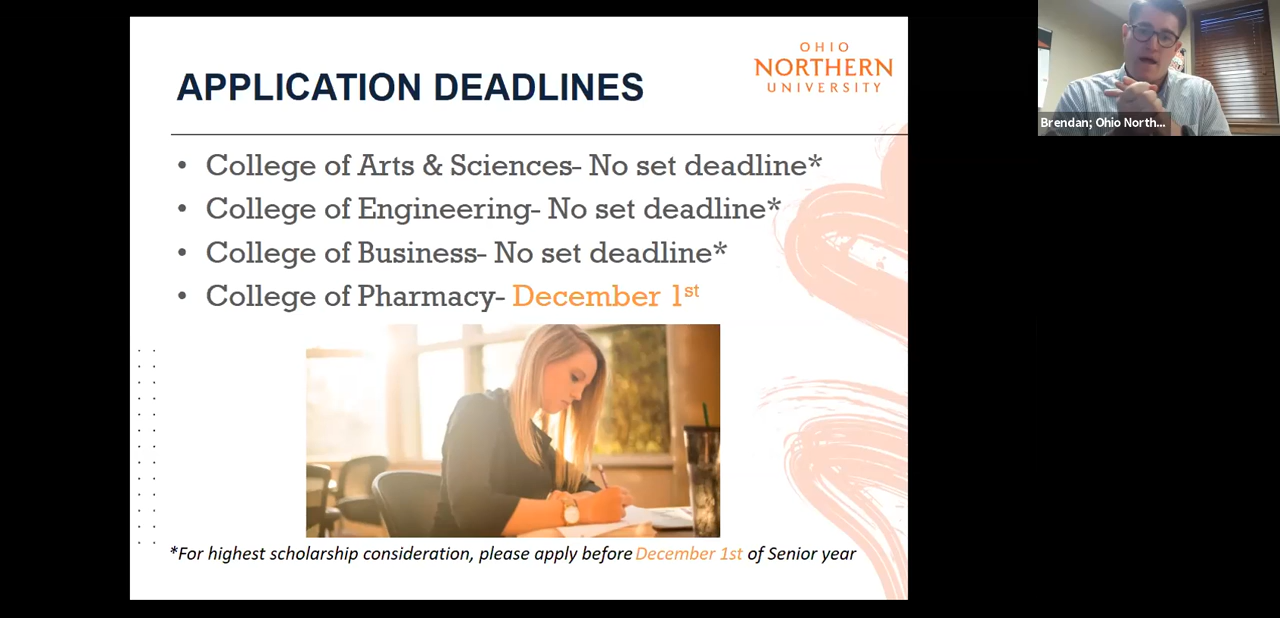 APPLICATION DEADLINES
OHIO
NORTHERN
UNIVERSITY
• College of Arts & Sciences- No set deadline*
• College of Engineering- No set deadline*
• College of Business- No set deadline*
• College of Pharmacy- December 1st
*For highest scholarship consideration, please apply before December 1st of Senior year
Brendan; Ohio North...